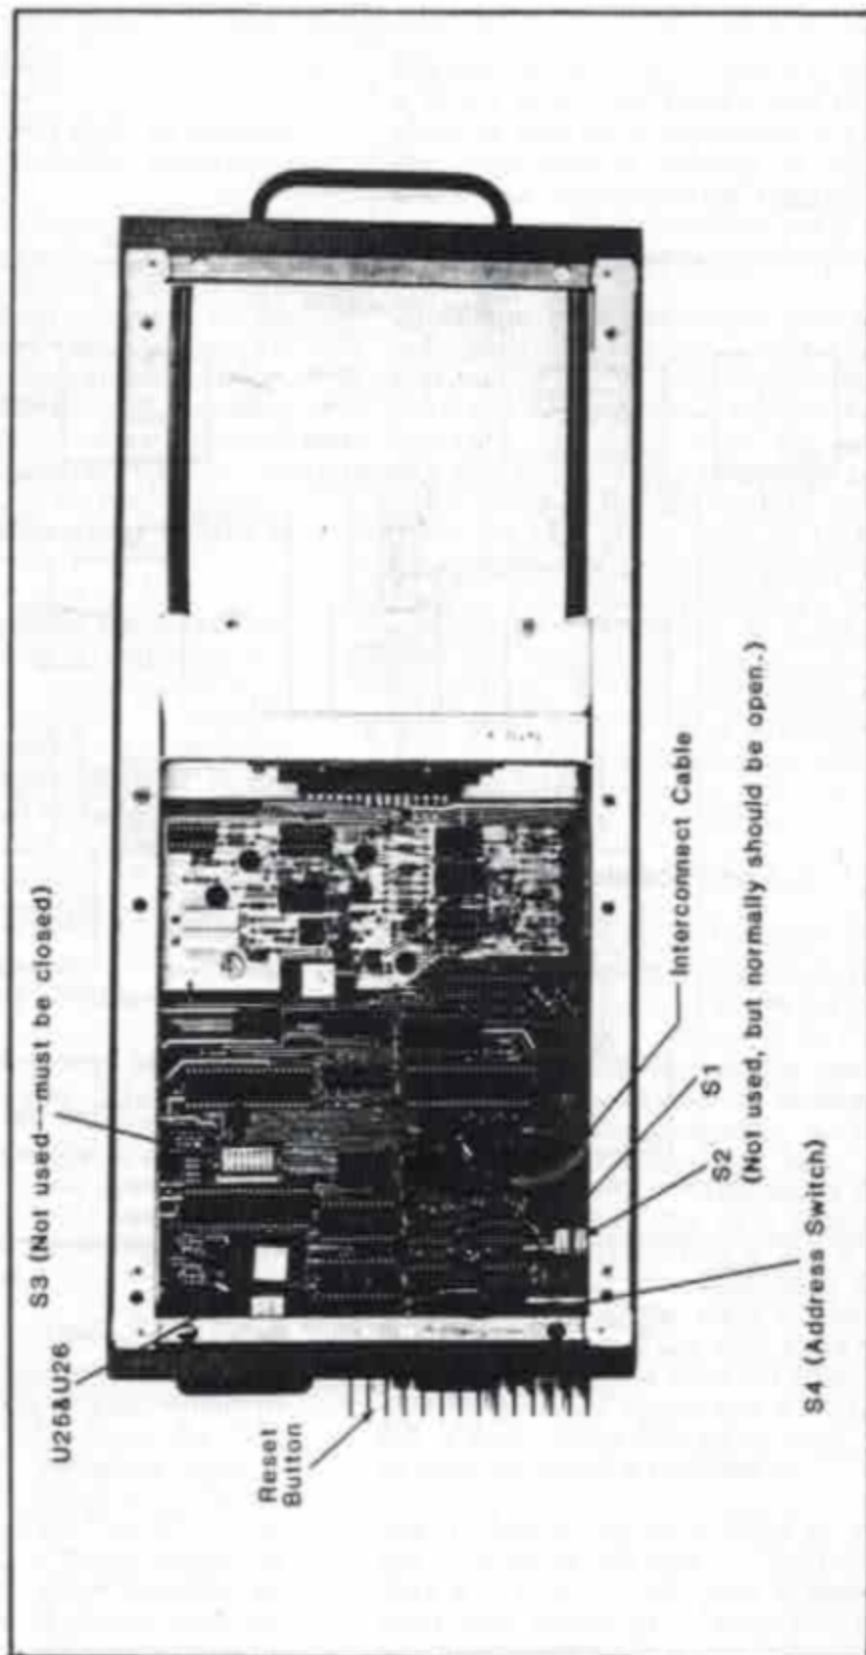 S3 (Not used--must be closed)
U25&U26
Reset
Button
Interconnect Cable
S1
S2
(Not used, but normally should be open.)
S4 (Address Switch)